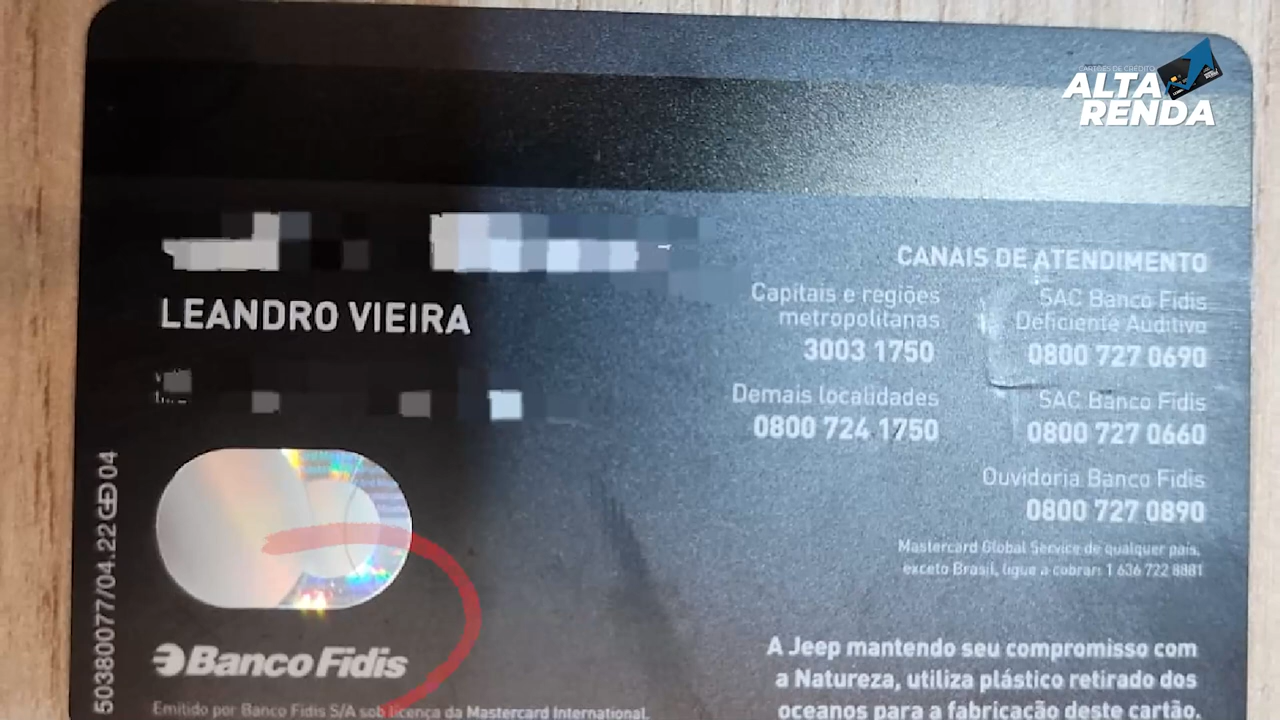 CARTÕES DE CRÉDITO
ALTA
RENDA
LEANDRO VIEIRA
CANAIS DE ATENDIMENTO
Capitais e regiões
metropolitanas
3003 1750
Demais localidades
0800 724 1750
SAC Banco Fidis
Deficiente Auditivo
0800 727 0690
SAC Banco Fidis
0800 727 0660
Ouvidoria Banco Fidis
0800 727 0890
Mastercard Global Service de qualquer país,
exceto Brasil, ligue a cobrar: 1 636 722 8881
50380077/04.22 04
Banco Fidis
Emitido por Banco Fidis S/A sob licença da Mastercard International.
A Jeep mantendo seu compromisso com
a Natureza, utiliza plástico retirado dos
oceanos para a fabricação deste cartão.